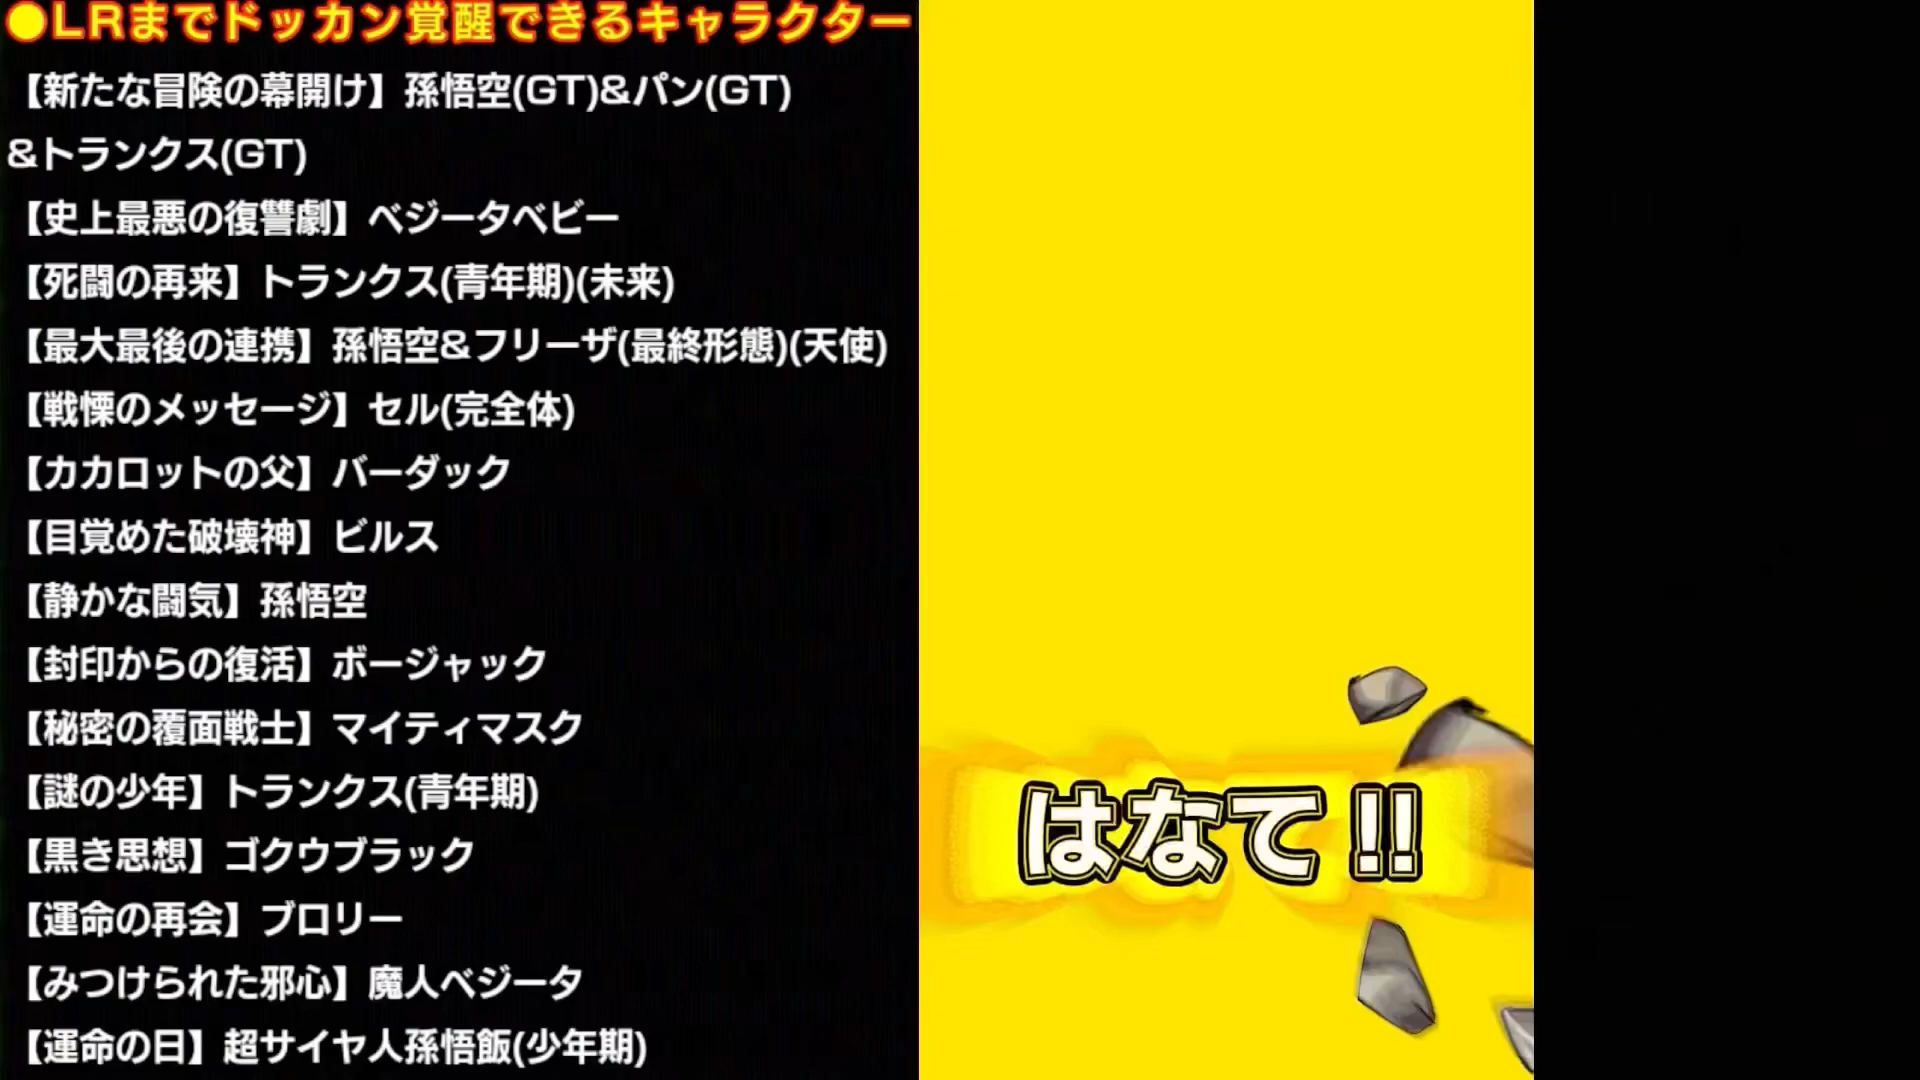 ●LRまでドッカン覚醒できるキャラクター
【新たな冒険の幕開け】孫悟空(GT)&パン(GT)
&トランクス(GT)
【史上最悪の復讐劇】ベジータベビー
【死闘の再来】トランクス(青年期)(未来)
【最大最後の連携】孫悟空&フリーザ(最終形態)(天使)
【戦慄のメッセージ】セル(完全体)
【カカロットの父】バーダック
【目覚めた破壊神】ビルス
【静かな闘気】孫悟空
【封印からの復活】ボージャック
【秘密の覆面戦士】マイティマスク
【謎の少年】トランクス(青年期)
【黒き思想】ゴクウブラック
【運命の再会】ブロリー
【みつけられた邪心】魔人ベジータ
【運命の日】超サイヤ人孫悟飯(少年期)
はなて!!